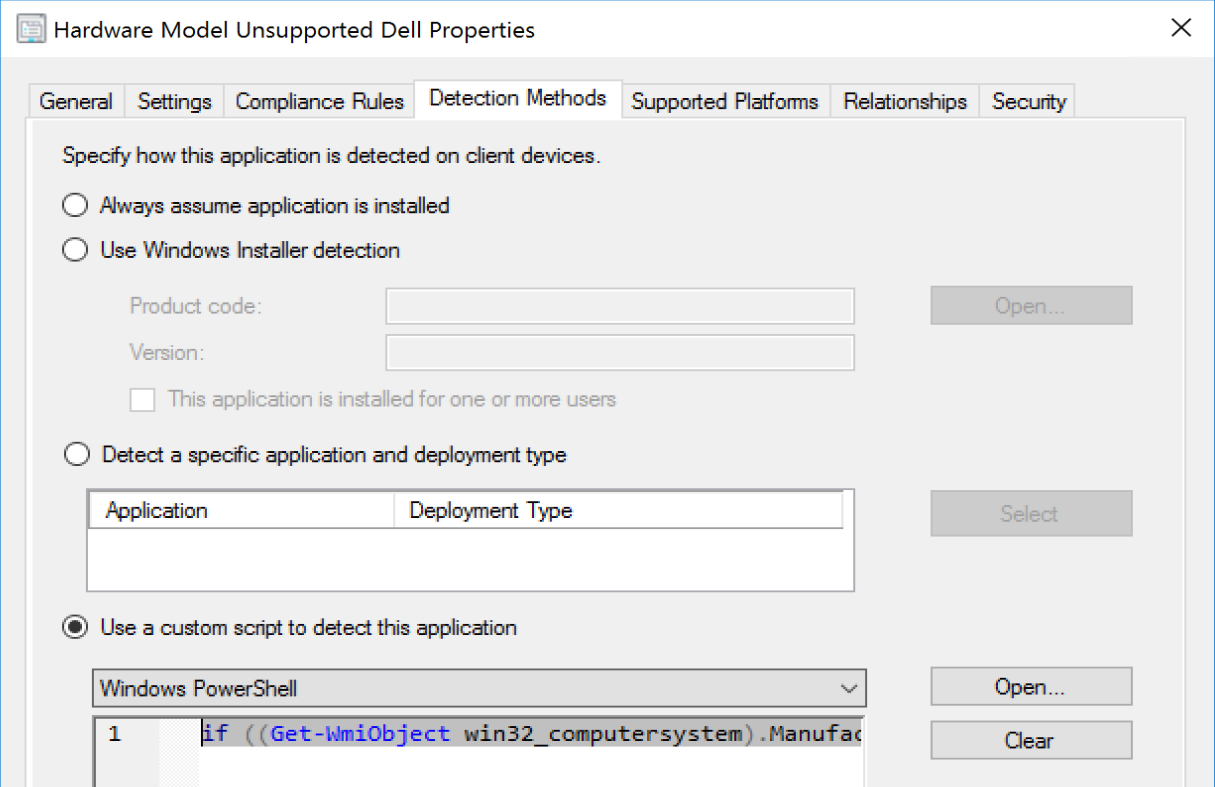 Hardware Model Unsupported Dell Properties
General Settings Compliance Rules Detection Methods Supported Platforms Relationships Security
Specify how this application is detected on client devices.
Always assume application is installed
Use Windows Installer detection
Product code: Open...
Version:
This application is installed for one or more users
Detect a specific application and deployment type
Application Deployment Type
Select
Use a custom script to detect this application
Windows PowerShell Open...
1 if ((Get-WmiObject win32_computersystem).Manufac
Clear